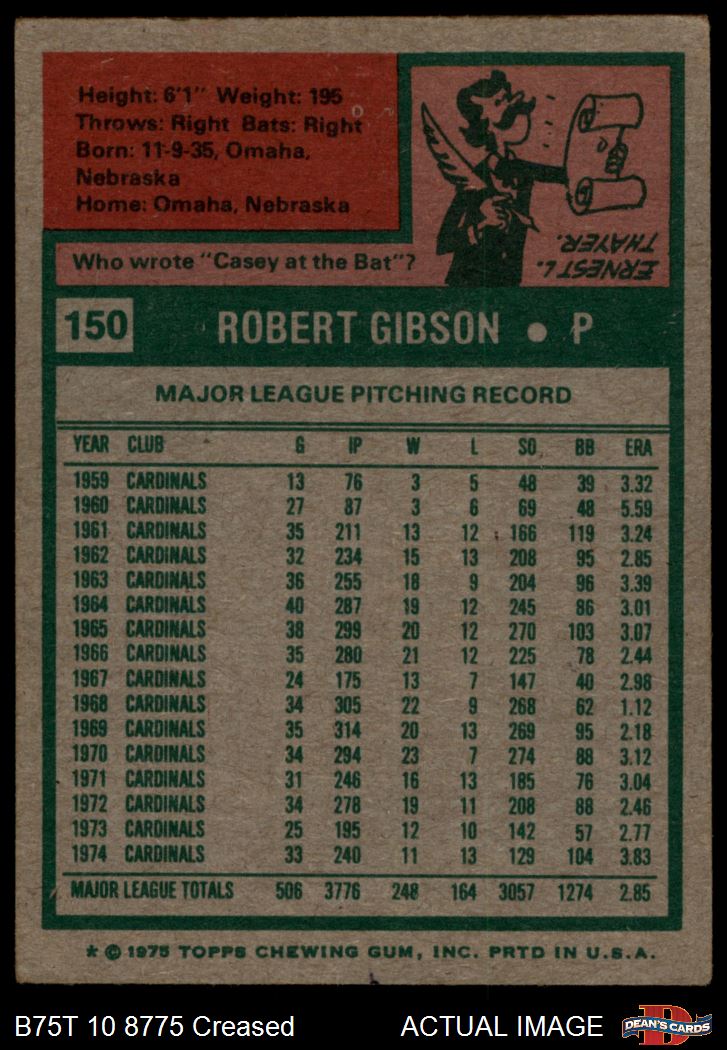 Height: 6'1" Weight: 195
Throws: Right Bats: Right
Born: 11-9-35, Omaha,
Nebraska
Home: Omaha, Nebraska
ERNEST L.
THAYER.
Who wrote "Casey at the Bat"?
150 ROBERT GIBSON • P
MAJOR LEAGUE PITCHING RECORD
YEAR CLUB G IP W L SO BB ERA
1959 CARDINALS 13 76 3 5 48 39 3.32
1960 CARDINALS 27 87 3 6 69 48 5.59
1961 CARDINALS 35 211 13 12 166 119 3.24
1962 CARDINALS 32 234 15 13 208 95 2.85
1963 CARDINALS 36 255 18 9 204 96 3.39
1964 CARDINALS 40 287 19 12 245 86 3.01
1965 CARDINALS 38 299 20 12 270 103 3.07
1966 CARDINALS 35 280 21 12 225 78 2.44
1967 CARDINALS 24 175 13 7 147 40 2.98
1968 CARDINALS 34 305 22 9 268 62 1.12
1969 CARDINALS 35 314 20 13 269 95 2.18
1970 CARDINALS 34 294 23 7 274 88 3.12
1971 CARDINALS 31 246 16 13 185 76 3.04
1972 CARDINALS 34 278 19 11 208 88 2.46
1973 CARDINALS 25 195 12 10 142 57 2.77
1974 CARDINALS 33 240 11 13 129 104 3.83
MAJOR LEAGUE TOTALS 506 3776 248 164 3057 1274 2.85
* © 1975 TOPPS CHEWING GUM, INC. PRTD IN U.S.A.
B75T 10 8775 Creased ACTUAL IMAGE D DEAN'S CARDS